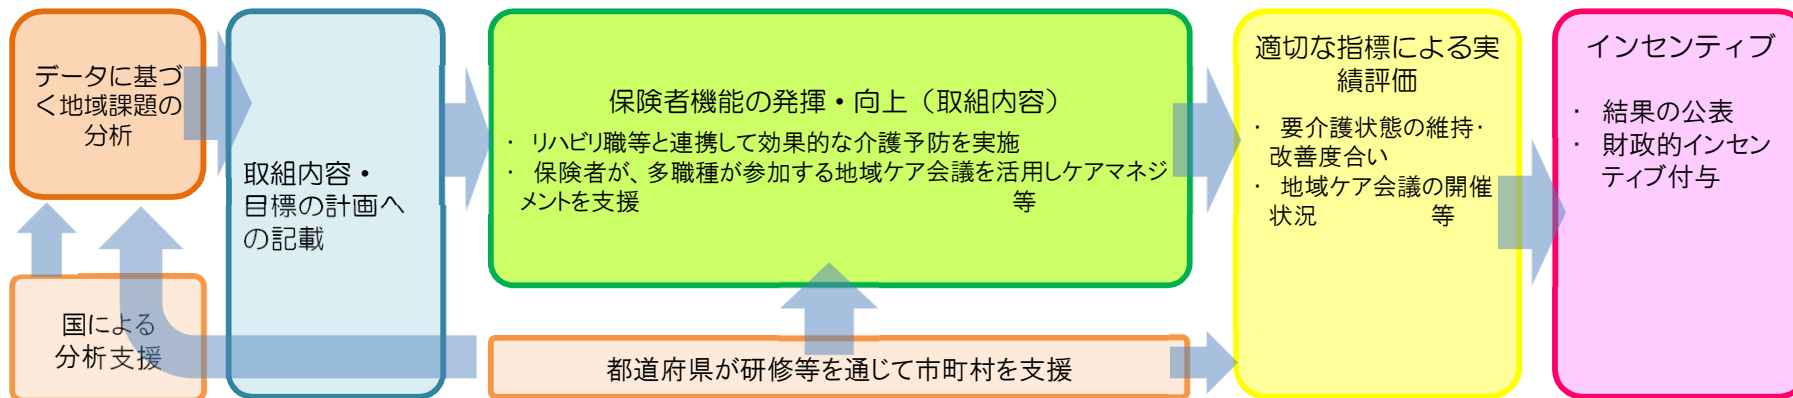 データに基づ
く地域課題の
分析
国による
分析支援
取組内容・
目標の計画へ
の記載
保険者機能の発揮・向上（取組内容）
・ リハビリ職等と連携して効果的な介護予防を実施
・ 保険者が、多職種が参加する地域ケア会議を活用しケアマネジ
メントを支援 等
都道府県が研修等を通じて市町村を支援
適切な指標による実
績評価
・ 要介護状態の維持・
改善度合い
・ 地域ケア会議の開催
状況 等
インセンティブ
・ 結果の公表
・ 財政的インセン
ティブ付与